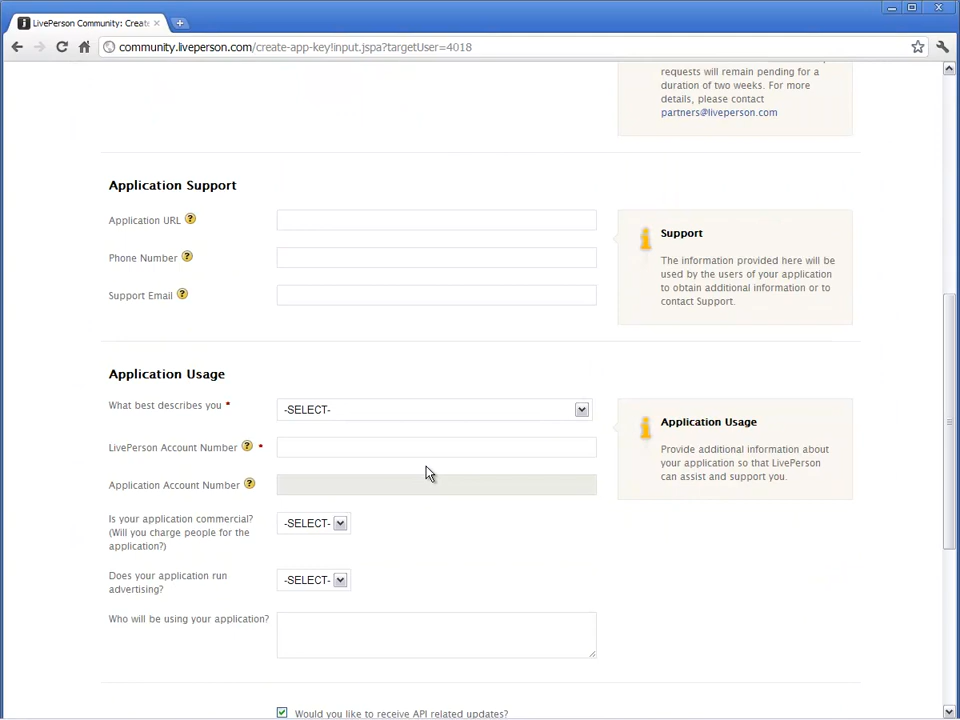 LivePerson Community: Create
community.liveperson.com/create-app-key!input.jspa?targetUser=4018
requests will remain pending for a
duration of two weeks. For more
details, please contact
partners@liveperson.com
Application Support
Application URL ?
Phone Number ?
Support Email ?
Support
The information provided here will be
used by the users of your application
to obtain additional information or to
contact Support.
Application Usage
What best describes you *
-SELECT-
LivePerson Account Number ? *
Application Account Number ?
Application Usage
Provide additional information about
your application so that LivePerson
can assist and support you.
Is your application commercial?
(Will you charge people for the
application?)
-SELECT-
Does your application run
advertising?
-SELECT-
Who will be using your application?
Would you like to receive API related updates?